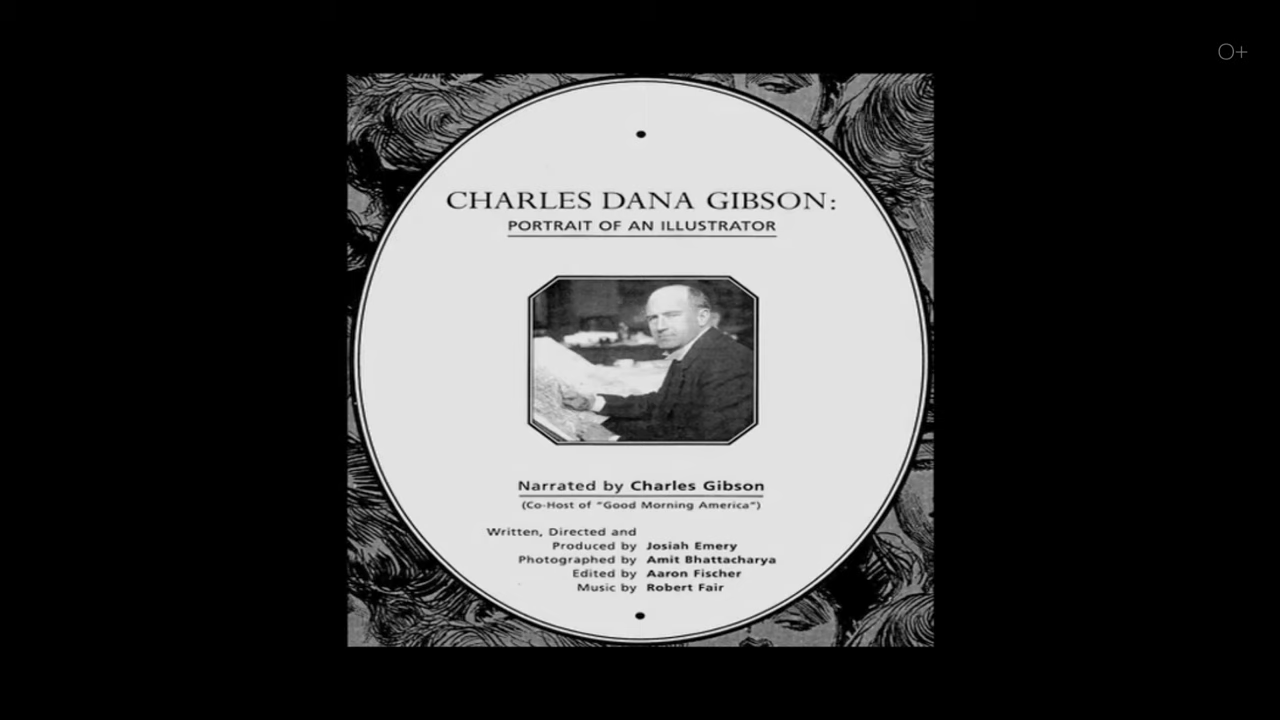 O+
CHARLES DANA GIBSON:
PORTRAIT OF AN ILLUSTRATOR
Narrated by Charles Gibson
(Co-Host of "Good Morning America")
Written, Directed and
Produced by Josiah Emery
Photographed by Amit Bhattacharya
Edited by Aaron Fischer
Music by Robert Fair